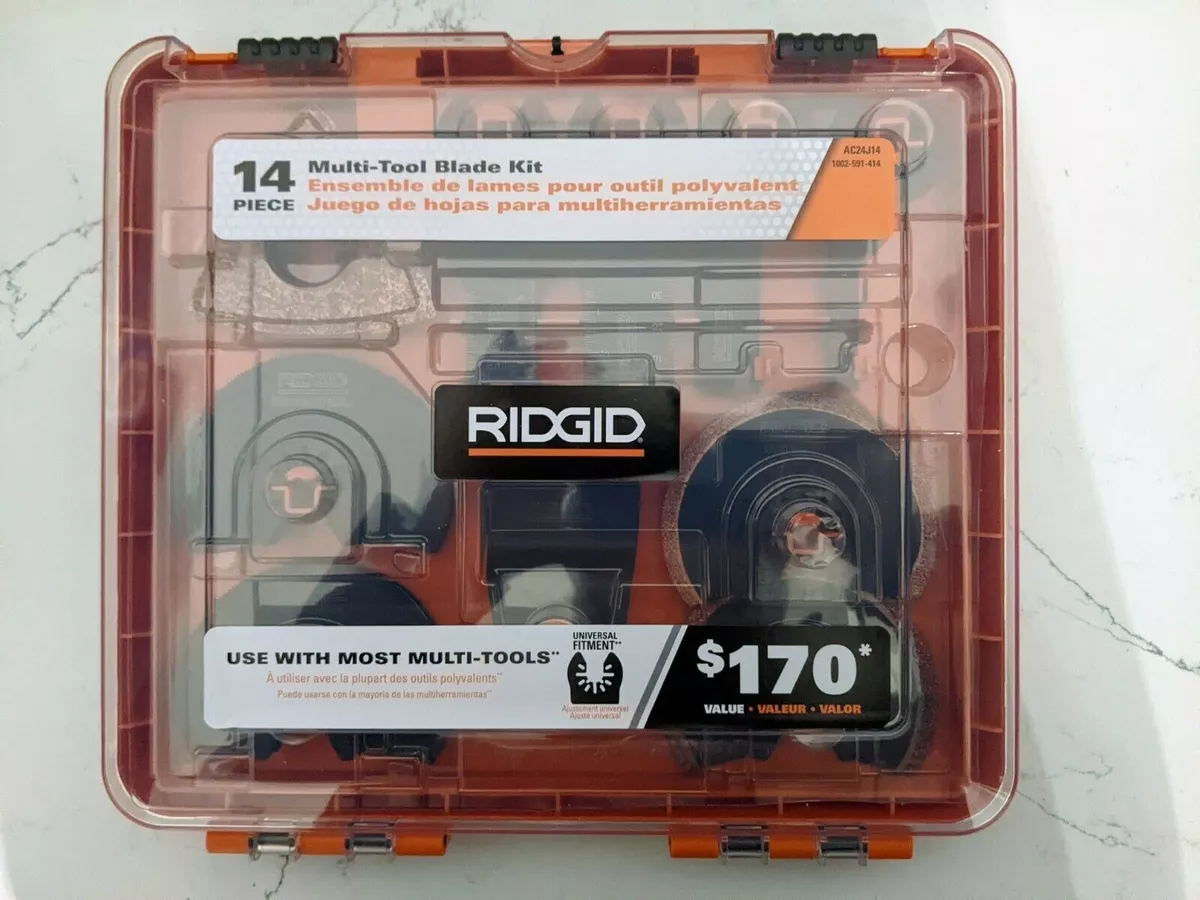 14 PIECE
Multi-Tool Blade Kit
Ensemble de lames pour outil polyvalent
Juego de hojas para multiherramientas
AC24J14
1002-591-414
RIDGID
RIDGID®
USE WITH MOST MULTI-TOOLS**
À utiliser avec la plupart des outils polyvalents**
Puede usarse con la mayoría de las multiherramientas**
UNIVERSAL
FITMENT**
Ajustement universel
Ajuste universal
$170*
VALUE • VALEUR • VALOR